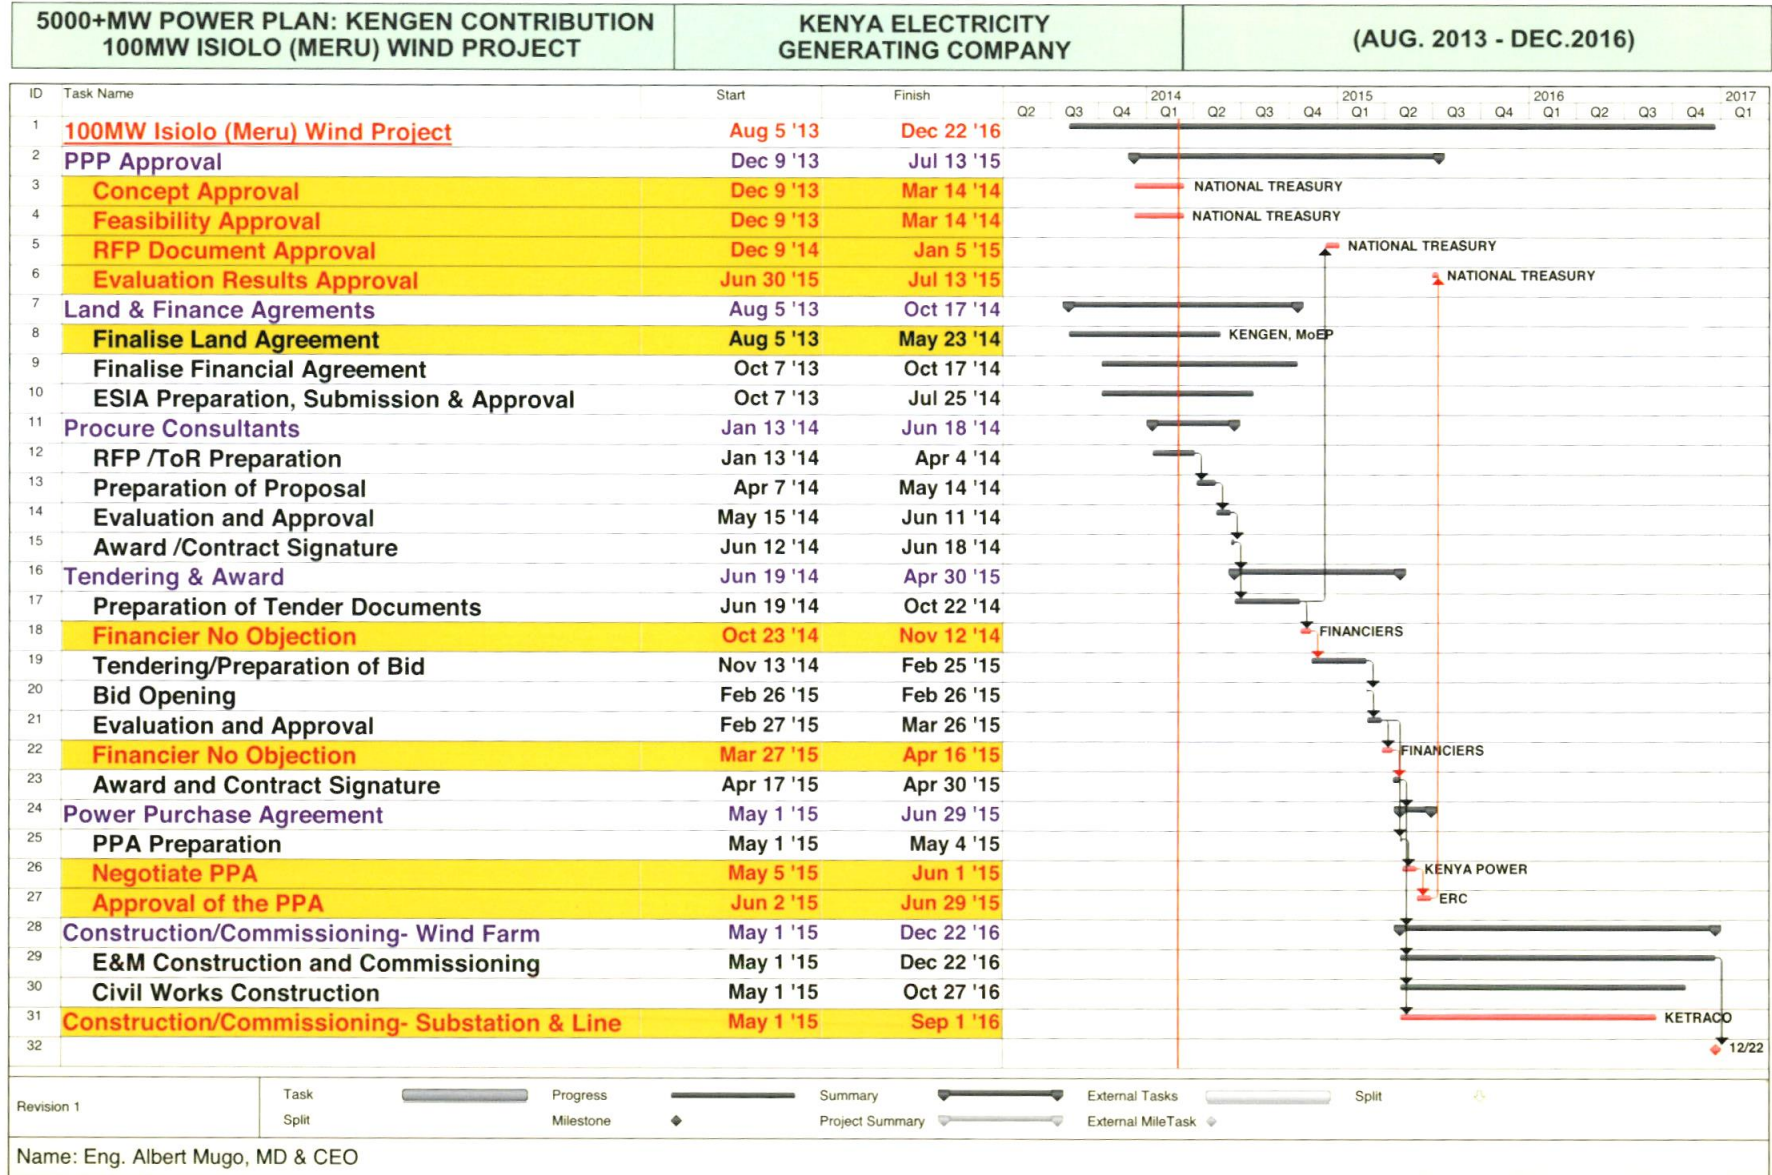 5000+MW POWER PLAN: KENGEN CONTRIBUTION
100MW ISIOLO (MERU) WIND PROJECT
KENYA ELECTRICITY
GENERATING COMPANY
(AUG. 2013 - DEC.2016)
ID Task Name Start Finish 2014 2015 2016 2017
Q2 Q3 Q4 Q1 Q2 Q3 Q4 Q1 Q2 Q3 Q4 Q1 Q2 Q3 Q4 Q1
1 100MW Isiolo (Meru) Wind Project Aug 5 '13 Dec 22 '16
2 PPP Approval Dec 9 '13 Jul 13 '15
3 Concept Approval Dec 9 '13 Mar 14 '14 NATIONAL TREASURY
4 Feasibility Approval Dec 9 '13 Mar 14 '14 NATIONAL TREASURY
5 RFP Document Approval Dec 9 '14 Jan 5 '15 NATIONAL TREASURY
6 Evaluation Results Approval Jun 30 '15 Jul 13 '15 NATIONAL TREASURY
7 Land & Finance Agrements Aug 5 '13 Oct 17 '14
8 Finalise Land Agreement Aug 5 '13 May 23 '14 KENGEN, MoEP
9 Finalise Financial Agreement Oct 7 '13 Oct 17 '14
10 ESIA Preparation, Submission & Approval Oct 7 '13 Jul 25 '14
11 Procure Consultants Jan 13 '14 Jun 18 '14
12 RFP /ToR Preparation Jan 13 '14 Apr 4 '14
13 Preparation of Proposal Apr 7 '14 May 14 '14
14 Evaluation and Approval May 15 '14 Jun 11 '14
15 Award /Contract Signature Jun 12 '14 Jun 18 '14
16 Tendering & Award Jun 19 '14 Apr 30 '15
17 Preparation of Tender Documents Jun 19 '14 Oct 22 '14
18 Financier No Objection Oct 23 '14 Nov 12 '14 FINANCIERS
19 Tendering/Preparation of Bid Nov 13 '14 Feb 25 '15
20 Bid Opening Feb 26 '15 Feb 26 '15
21 Evaluation and Approval Feb 27 '15 Mar 26 '15
22 Financier No Objection Mar 27 '15 Apr 16 '15 FINANCIERS
23 Award and Contract Signature Apr 17 '15 Apr 30 '15
24 Power Purchase Agreement May 1 '15 Jun 29 '15
25 PPA Preparation May 1 '15 May 4 '15
26 Negotiate PPA May 5 '15 Jun 1 '15 KENYA POWER
27 Approval of the PPA Jun 2 '15 Jun 29 '15 ERC
28 Construction/Commissioning- Wind Farm May 1 '15 Dec 22 '16
29 E&M Construction and Commissioning May 1 '15 Dec 22 '16
30 Civil Works Construction May 1 '15 Oct 27 '16
31 Construction/Commissioning- Substation & Line May 1 '15 Sep 1 '16 KETRACO
32 12/22
Revision 1
Task Progress Summary External Tasks Split
Split Milestone Project Summary External MileTask
Name: Eng. Albert Mugo, MD & CEO